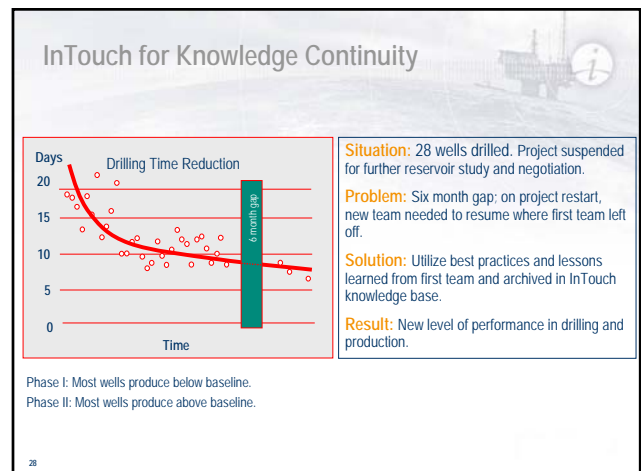 InTouch for Knowledge Continuity
Days
Drilling Time Reduction
20
15
10
5
0
6 month gap
Time
Situation: 28 wells drilled. Project suspended
for further reservoir study and negotiation.
Problem: Six month gap; on project restart,
new team needed to resume where first team left
off.
Solution: Utilize best practices and lessons
learned from first team and archived in InTouch
knowledge base.
Result: New level of performance in drilling and
production.
Phase I: Most wells produce below baseline.
Phase II: Most wells produce above baseline.
28